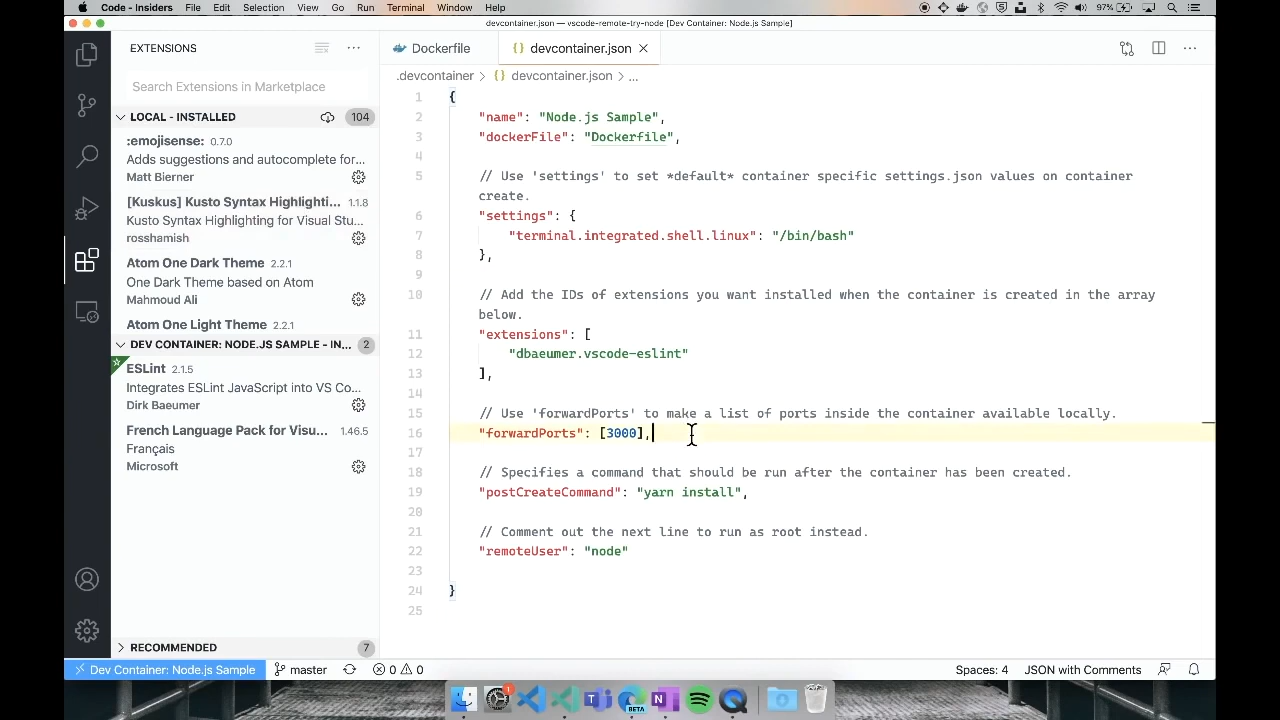 Code - Insiders File Edit Selection View Go Run Terminal Window Help 97%
devcontainer.json — vscode-remote-try-node [Dev Container: Node.js Sample]
EXTENSIONS
Search Extensions in Marketplace
LOCAL - INSTALLED 104
:emojisense: 0.7.0
Adds suggestions and autocomplete for...
Matt Bierner
[Kuskus] Kusto Syntax Highlighti... 1.1.8
Kusto Syntax Highlighting for Visual Stu...
rosshamish
Atom One Dark Theme 2.2.1
One Dark Theme based on Atom
Mahmoud Ali
Atom One Light Theme 2.2.1
DEV CONTAINER: NODE.JS SAMPLE - IN... 2
ESLint 2.1.5
Integrates ESLint JavaScript into VS Co...
Dirk Baeumer
French Language Pack for Visu... 1.46.5
Français
Microsoft
RECOMMENDED 7
Dockerfile {} devcontainer.json
.devcontainer > {} devcontainer.json > ...
1 {
2 "name": "Node.js Sample",
3 "dockerFile": "Dockerfile",
4
5 // Use 'settings' to set *default* container specific settings.json values on container
create.
6 "settings": {
7 "terminal.integrated.shell.linux": "/bin/bash"
8 },
9
10 // Add the IDs of extensions you want installed when the container is created in the array
below.
11 "extensions": [
12 "dbaeumer.vscode-eslint"
13 ],
14
15 // Use 'forwardPorts' to make a list of ports inside the container available locally.
16 "forwardPorts": [3000],
17
18 // Specifies a command that should be run after the container has been created.
19 "postCreateCommand": "yarn install",
20
21 // Comment out the next line to run as root instead.
22 "remoteUser": "node"
23
24 }
25
Dev Container: Node.js Sample master 0 0 Spaces: 4 JSON with Comments
1 BETA